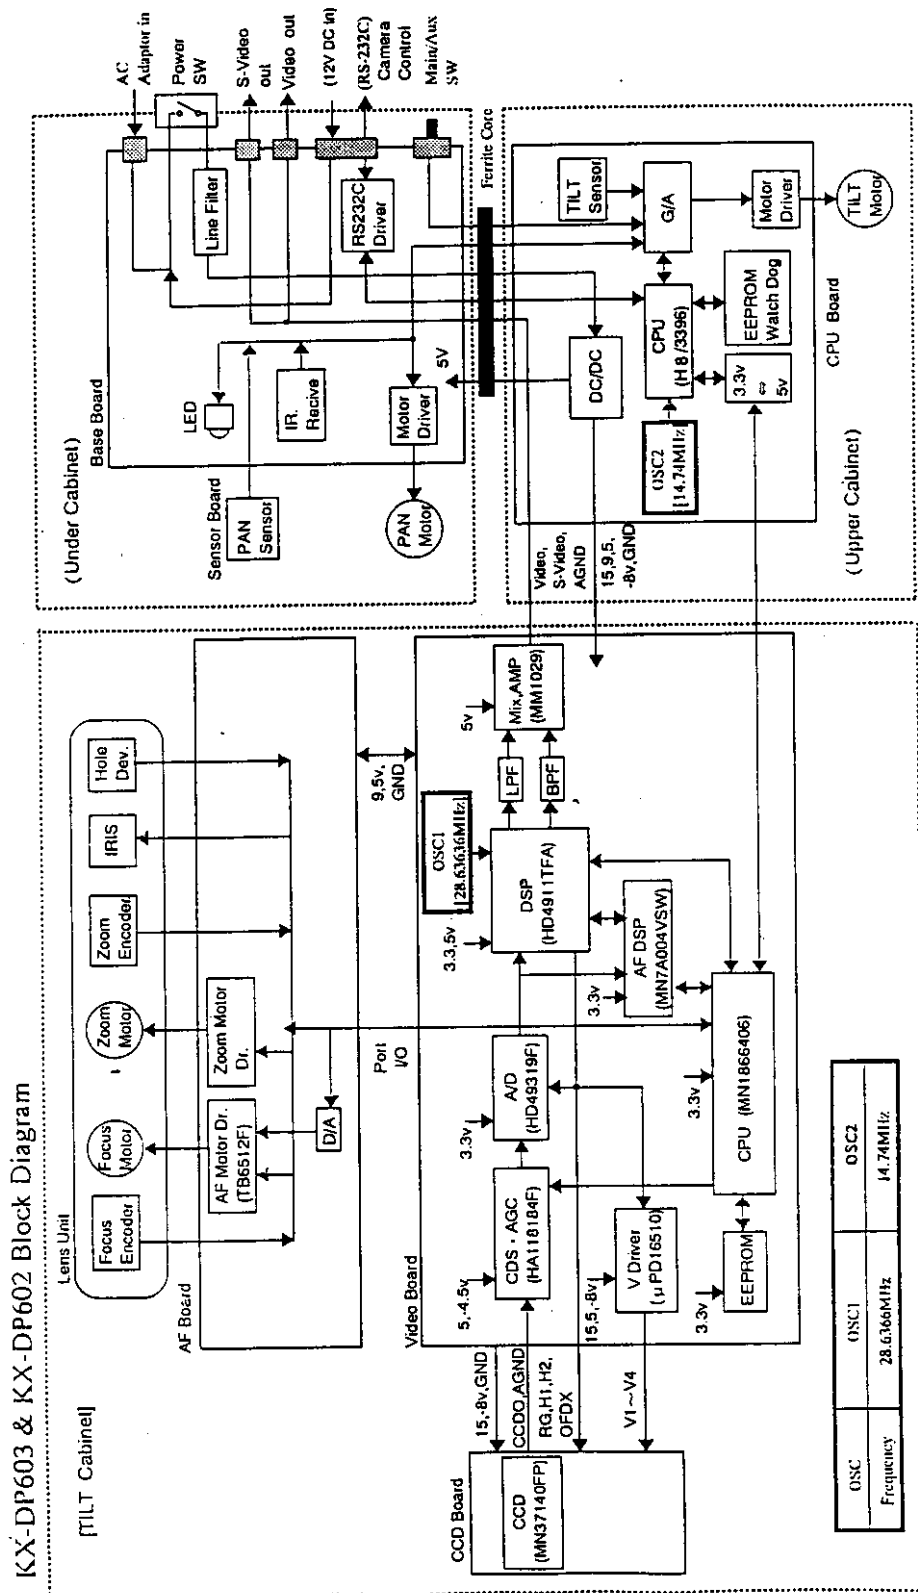 KX-DP603 & KX-DP602 Block Diagram
[TILT Cabinet]
Lens Unit
Focus
Encoder
Focus
Motor
Zoom
Motor
Zoom
Encoder
IRIS
Hole
Dev.
AF Board
AF Motor Dr.
(TB6512F)
Zoom Motor
Dr.
D/A
Port
I/O
9,5v,
GND
Video Board
CCD Board
CCD
(MN37140FP)
15,-8v,GND
CCDO,AGND
RG,H1,H2,
OFDX
V1~V4
5,-4.5v
CDS・AGC
(HA118184F)
3.3v
A/D
(HD49319F)
3.3,5v
OSC1
[28.63636MHz]
DSP
(HD4911TFA)
LPF
BPF
5v
Mix,AMP
(MM1029)
15,5,-8v
V Driver
(μPD16510)
3.3v
AF DSP
(MN7A004VSW)
3.3v
EEPROM
3.3v
CPU (MN1866406)
OSC
OSC1
OSC2
Frequency
28.6366MHz
14.74MHz
(Under Cabinet)
Base Board
Sensor Board
PAN
Sensor
LED
IR.
Recive
PAN
Motor
Motor
Driver
5V
Line Filter
RS232C
Driver
AC
Adaptor in
Power
SW
S-Video
out
Video out
(12V DC in)
(RS-232C)
Camera
Control
Main/Aux
SW
Ferrite Core
Video,
S-Video,
AGND
15,9,5,
-8v,GND
DC/DC
TILT
Sensor
G/A
CPU
(H8/3396)
OSC2
[14.74MHz]
Motor
Driver
TILT
Motor
EEPROM
Watch Dog
3.3v
⇔
5v
CPU Board
(Upper Cabinet)